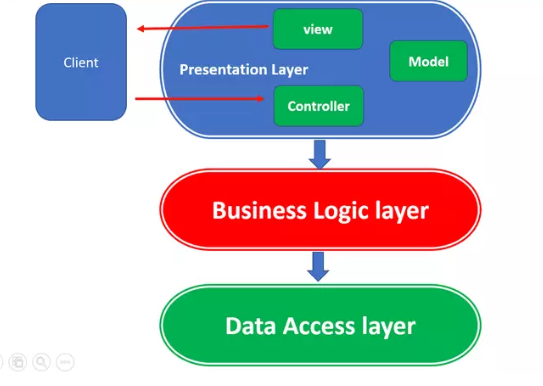 view
Client
Model
Presentation Layer
Controller
Business Logic layer
Data Access layer